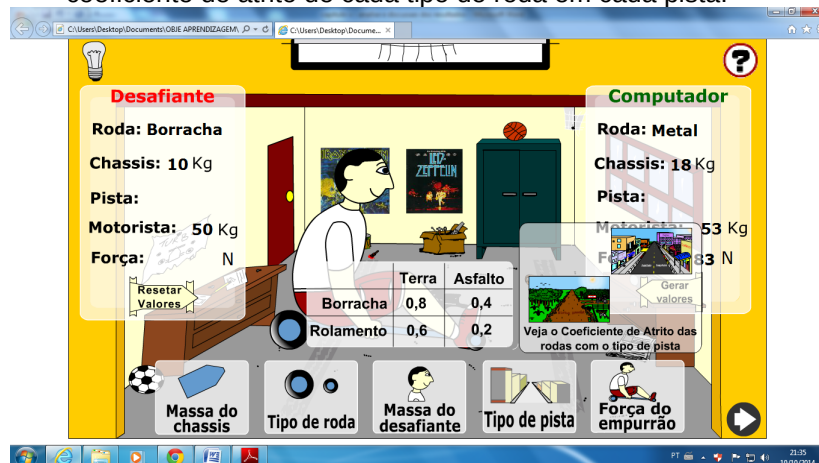 coeficiente de atrito de cada tipo de roda em cada pista.
C:\Users\Desktop\Documents\OBJE APRENDIZAGEM\
C:\Users\Desktop\Docume...
?
Desafiante
Roda: Borracha
Chassis: 10 Kg
Pista:
Motorista: 50 Kg
Força: N
Resetar
Valores
LED-
ZEPPELIN
Computador
Roda: Metal
Chassis: 18 Kg
Pista:
Motorista: 53 Kg
83 N
Gerar
valores
Terra Asfalto
Borracha 0,8 0,4
Rolamento 0,6 0,2
Veja o Coeficiente de Atrito das
rodas com o tipo de pista
Massa do
chassis
Tipo de roda
Massa do
desafiante
Tipo de pista
Força do
empurrão
PT
21:35
10/10/2014